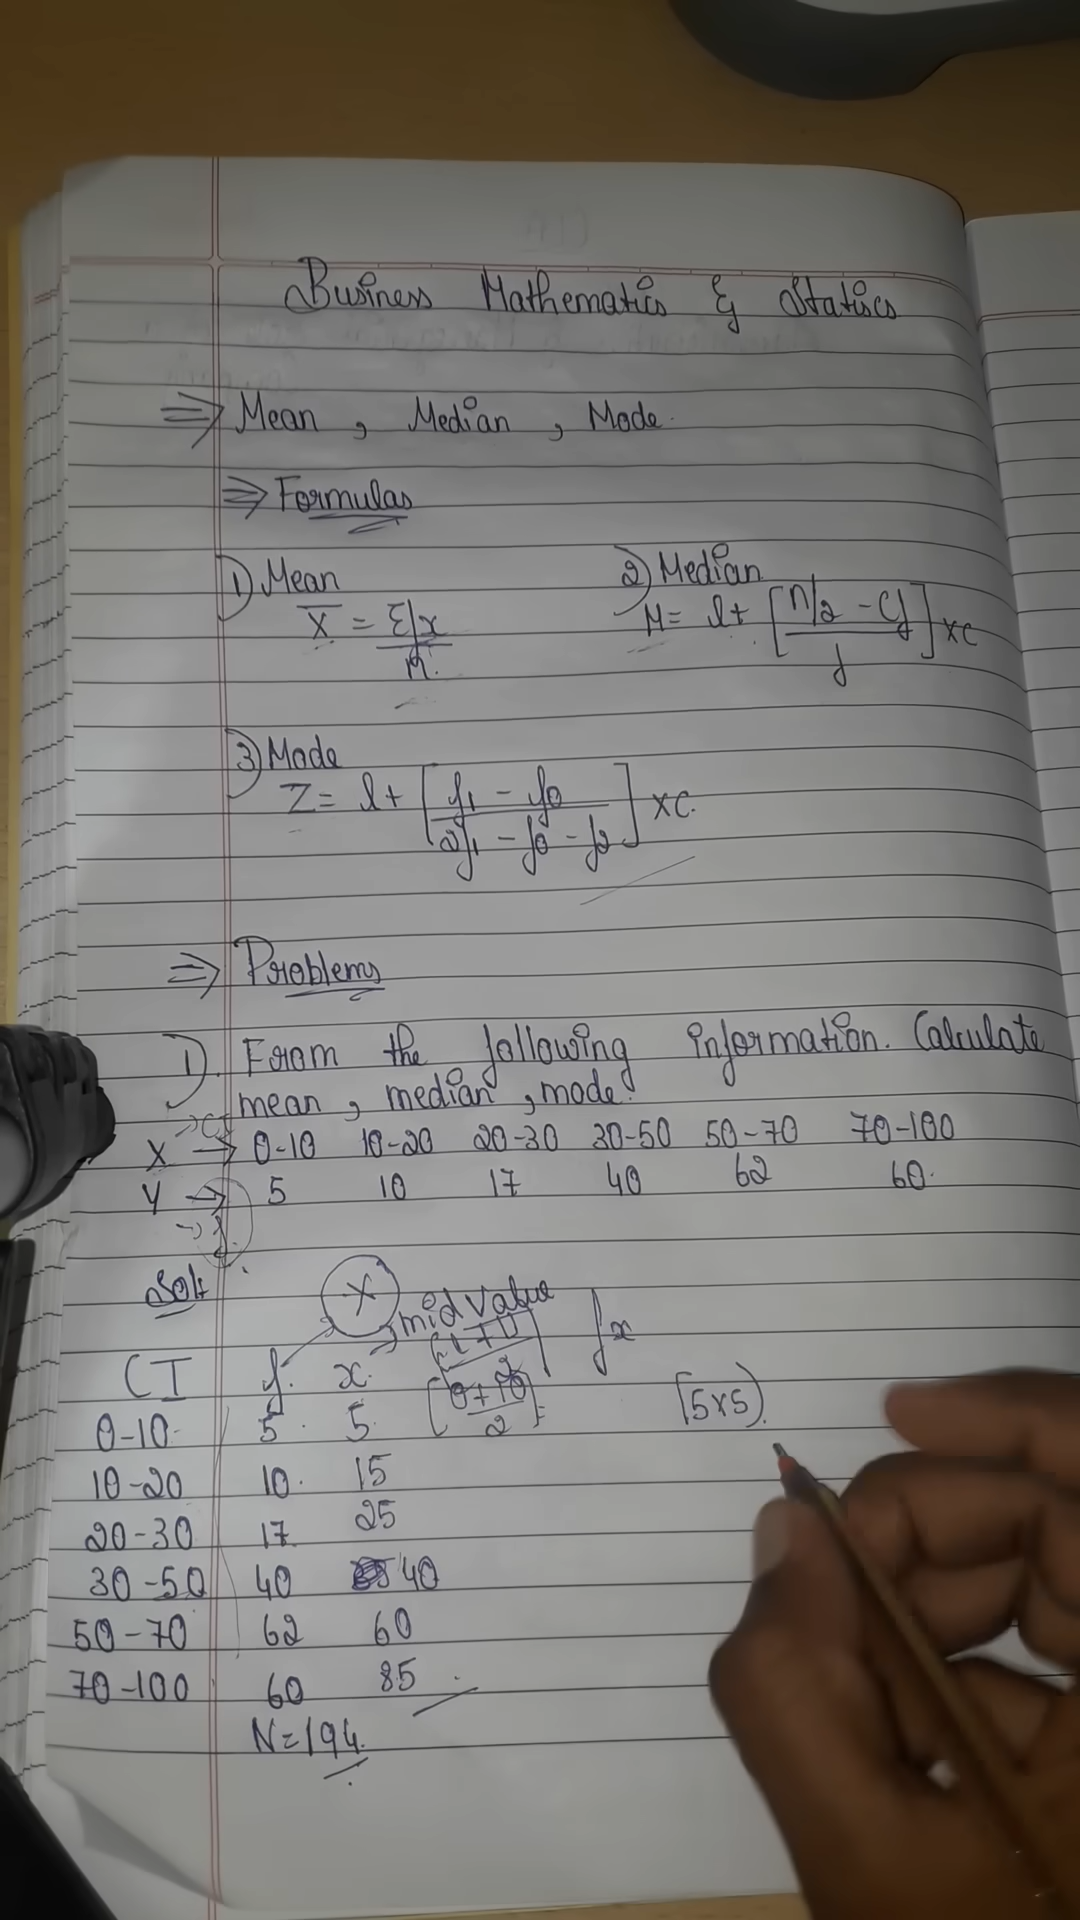 Business Mathematics & Statiscs
⇒ Mean, Median, Mode.
⇒ Formulas
1) Mean
X̄ = Σfx / n
2) Median
M = l + [n/2 - cf / f] × c
3) Mode
Z = l + [f1 - f0 / 2f1 - f0 - f2] × c.
⇒ Problems
1). From the following information. Calculate
mean, median, mode.
X → 0-10 10-20 20-30 30-50 50-70 70-100
Y → 5 10 17 40 62 60.
→ f
Sol:
X
mid value
fx
CI f. x.
[0+10 / 2] =
(5×5).
0-10 5 5
10-20 10 15
20-30 17 25
30-50 40 40
50-70 62 60
70-100 60 85
N=194.